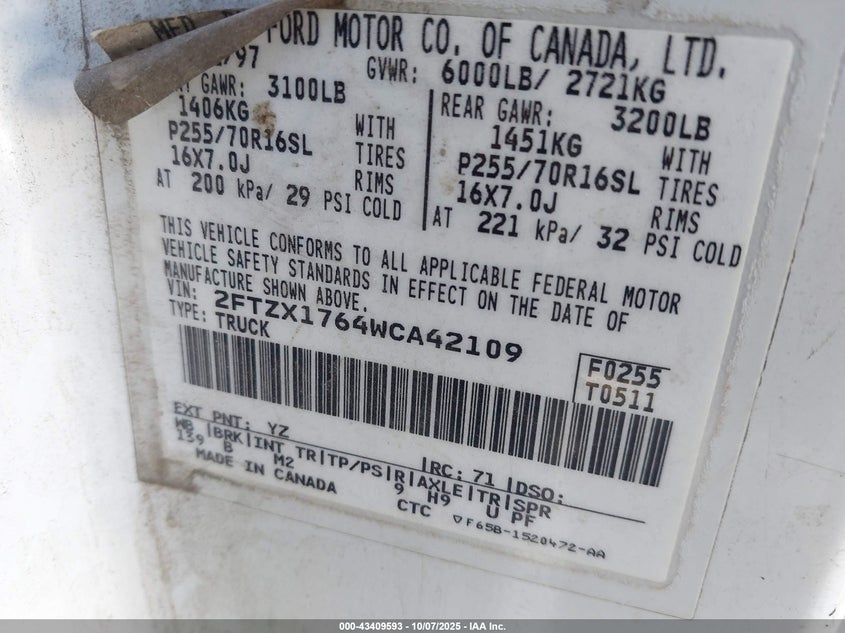 MFD. FORD MOTOR CO. OF CANADA, LTD.
/97 GVWR: 6000LB/ 2721KG
GAWR: 3100LB
1406KG WITH
P255/70R16SL TIRES
16X7.0J RIMS
AT 200 kPa/ 29 PSI COLD
REAR GAWR: 3200LB
1451KG WITH
P255/70R16SL TIRES
16X7.0J RIMS
AT 221 kPa/ 32 PSI COLD
THIS VEHICLE CONFORMS TO ALL APPLICABLE FEDERAL MOTOR
VEHICLE SAFETY STANDARDS IN EFFECT ON THE DATE OF
MANUFACTURE SHOWN ABOVE.
VIN: 2FTZX1764WCA42109
TYPE: TRUCK
F0255
T0511
EXT PNT: YZ RC: 71 DSO:
WB BRK INT TR TP/PS R AXLE TR SPR
139 B M2 9 H9 U PF
MADE IN CANADA CTC ▽F65B-1520472-AA
000-43409593 - 10/07/2025 - IAA Inc.